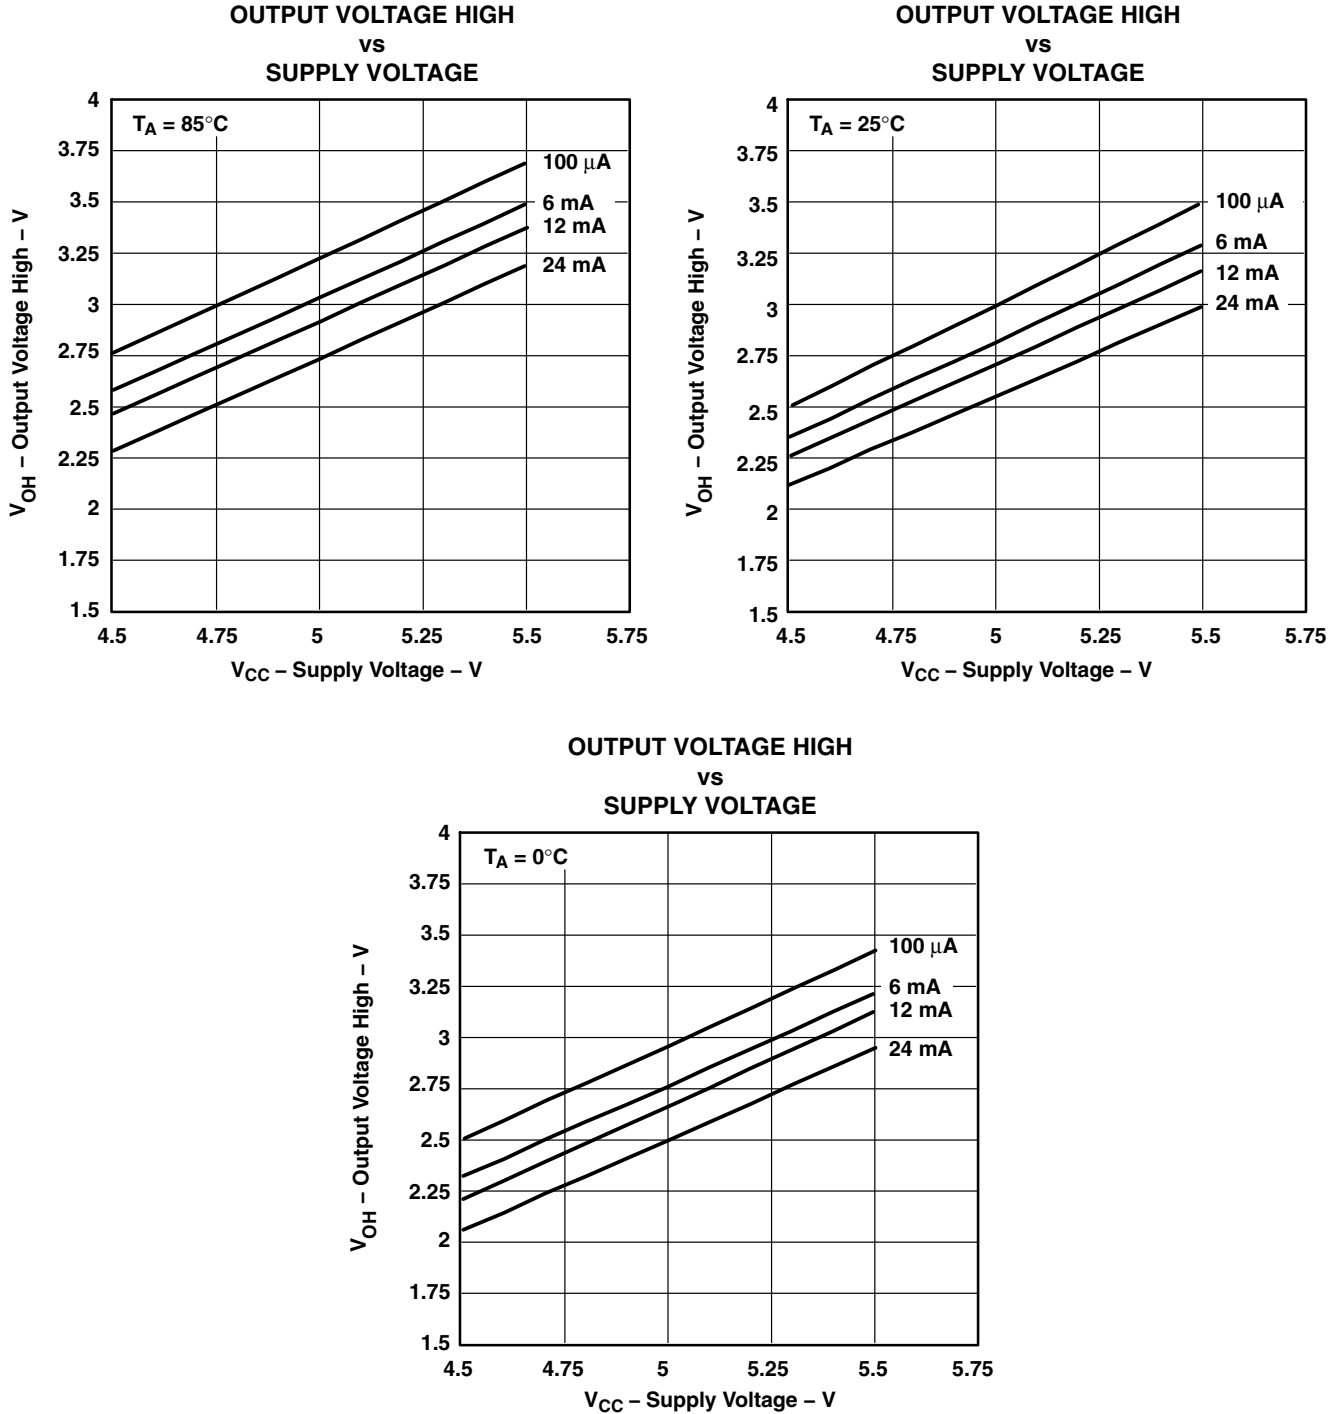 OUTPUT VOLTAGE HIGH
vs
SUPPLY VOLTAGE
4
3.75
3.5
3.25
3
2.75
2.5
2.25
2
1.75
1.5
T_A = 85°C
100 μA
6 mA
12 mA
24 mA
V_OH – Output Voltage High – V
4.5 4.75 5 5.25 5.5 5.75
V_CC – Supply Voltage – V
OUTPUT VOLTAGE HIGH
vs
SUPPLY VOLTAGE
4
3.75
3.5
3.25
3
2.75
2.5
2.25
2
1.75
1.5
T_A = 25°C
100 μA
6 mA
12 mA
24 mA
V_OH – Output Voltage High – V
4.5 4.75 5 5.25 5.5 5.75
V_CC – Supply Voltage – V
OUTPUT VOLTAGE HIGH
vs
SUPPLY VOLTAGE
4
3.75
3.5
3.25
3
2.75
2.5
2.25
2
1.75
1.5
T_A = 0°C
100 μA
6 mA
12 mA
24 mA
V_OH – Output Voltage High – V
4.5 4.75 5 5.25 5.5 5.75
V_CC – Supply Voltage – V